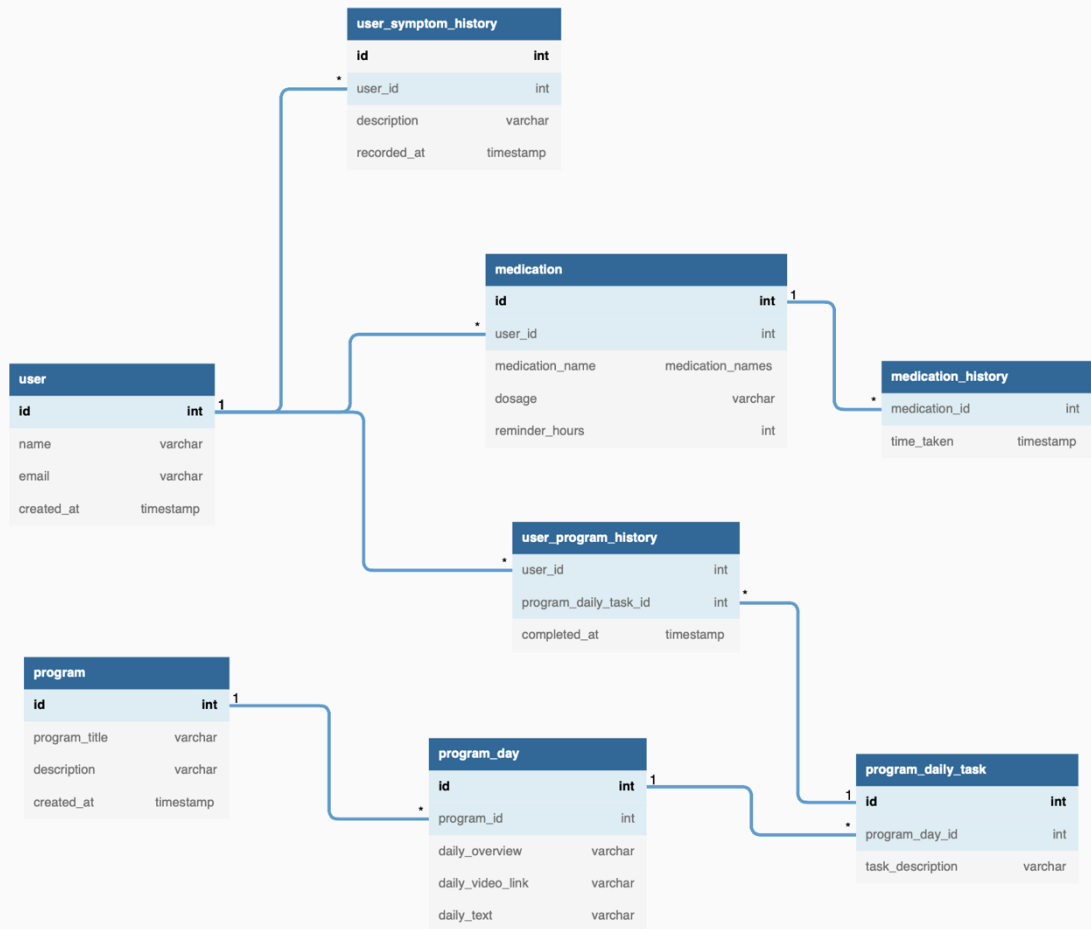 user_symptom_history
id int
* user_id int
description varchar
recorded_at timestamp
medication
id int 1
* user_id int
medication_name medication_names
dosage varchar
reminder_hours int
medication_history
* medication_id int
time_taken timestamp
user
id int 1
name varchar
email varchar
created_at timestamp
user_program_history
* user_id int
program_daily_task_id int *
completed_at timestamp
program
id int 1
program_title varchar
description varchar
created_at timestamp
program_day
id int 1
* program_id int
daily_overview varchar
daily_video_link varchar
daily_text varchar
program_daily_task
1 id int
* program_day_id int
task_description varchar